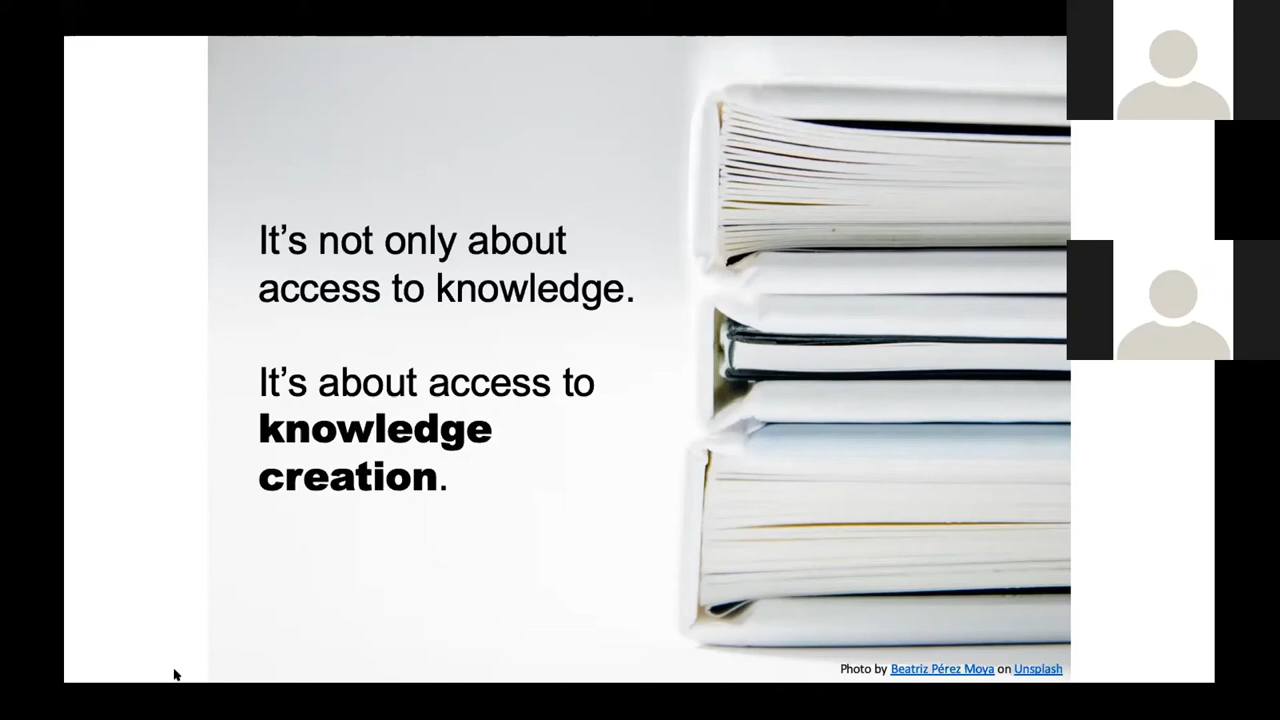 It’s not only about
access to knowledge.
It’s about access to
knowledge
creation.
Photo by Beatriz Pérez Moya on Unsplash